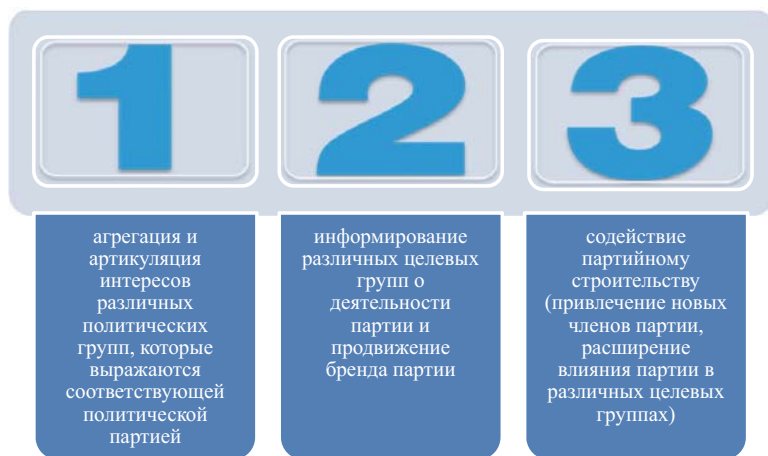 1
2
3
агрегация и
артикуляция
интересов
различных
политических
групп, которые
выражаются
соответствующей
политической
партией
информирование
различных целевых
групп о
деятельности
партии и
продвижение
бренда партии
содействие
партийному
строительству
(привлечение новых
членов партии,
расширение
влияния партии в
различных целевых
группах)